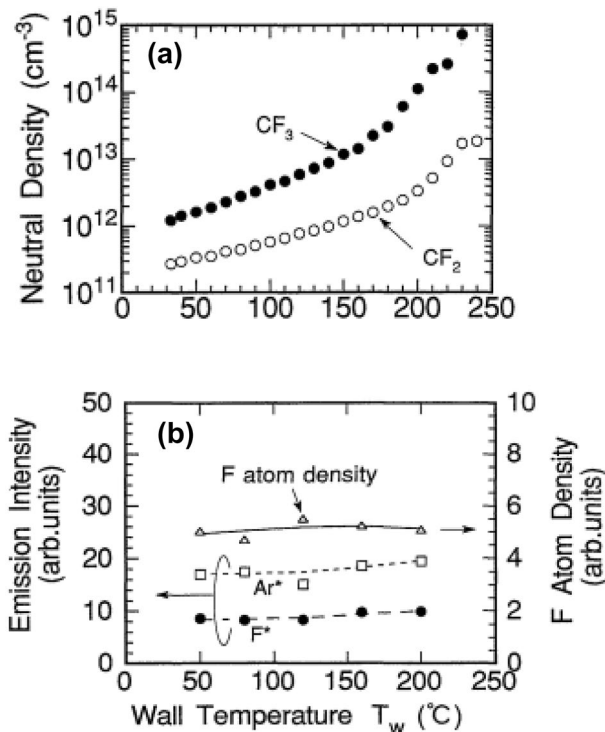 (a)
Neutral Density (cm-3)
10^15
10^14
10^13
10^12
10^11
CF3
CF2
0 50 100 150 200 250
(b)
Emission Intensity
(arb.units)
50
40
30
20
10
0
F atom density
Ar*
F*
10
8
6
4
2
0
F Atom Density
(arb.units)
0 50 100 150 200 250
Wall Temperature Tw (℃)